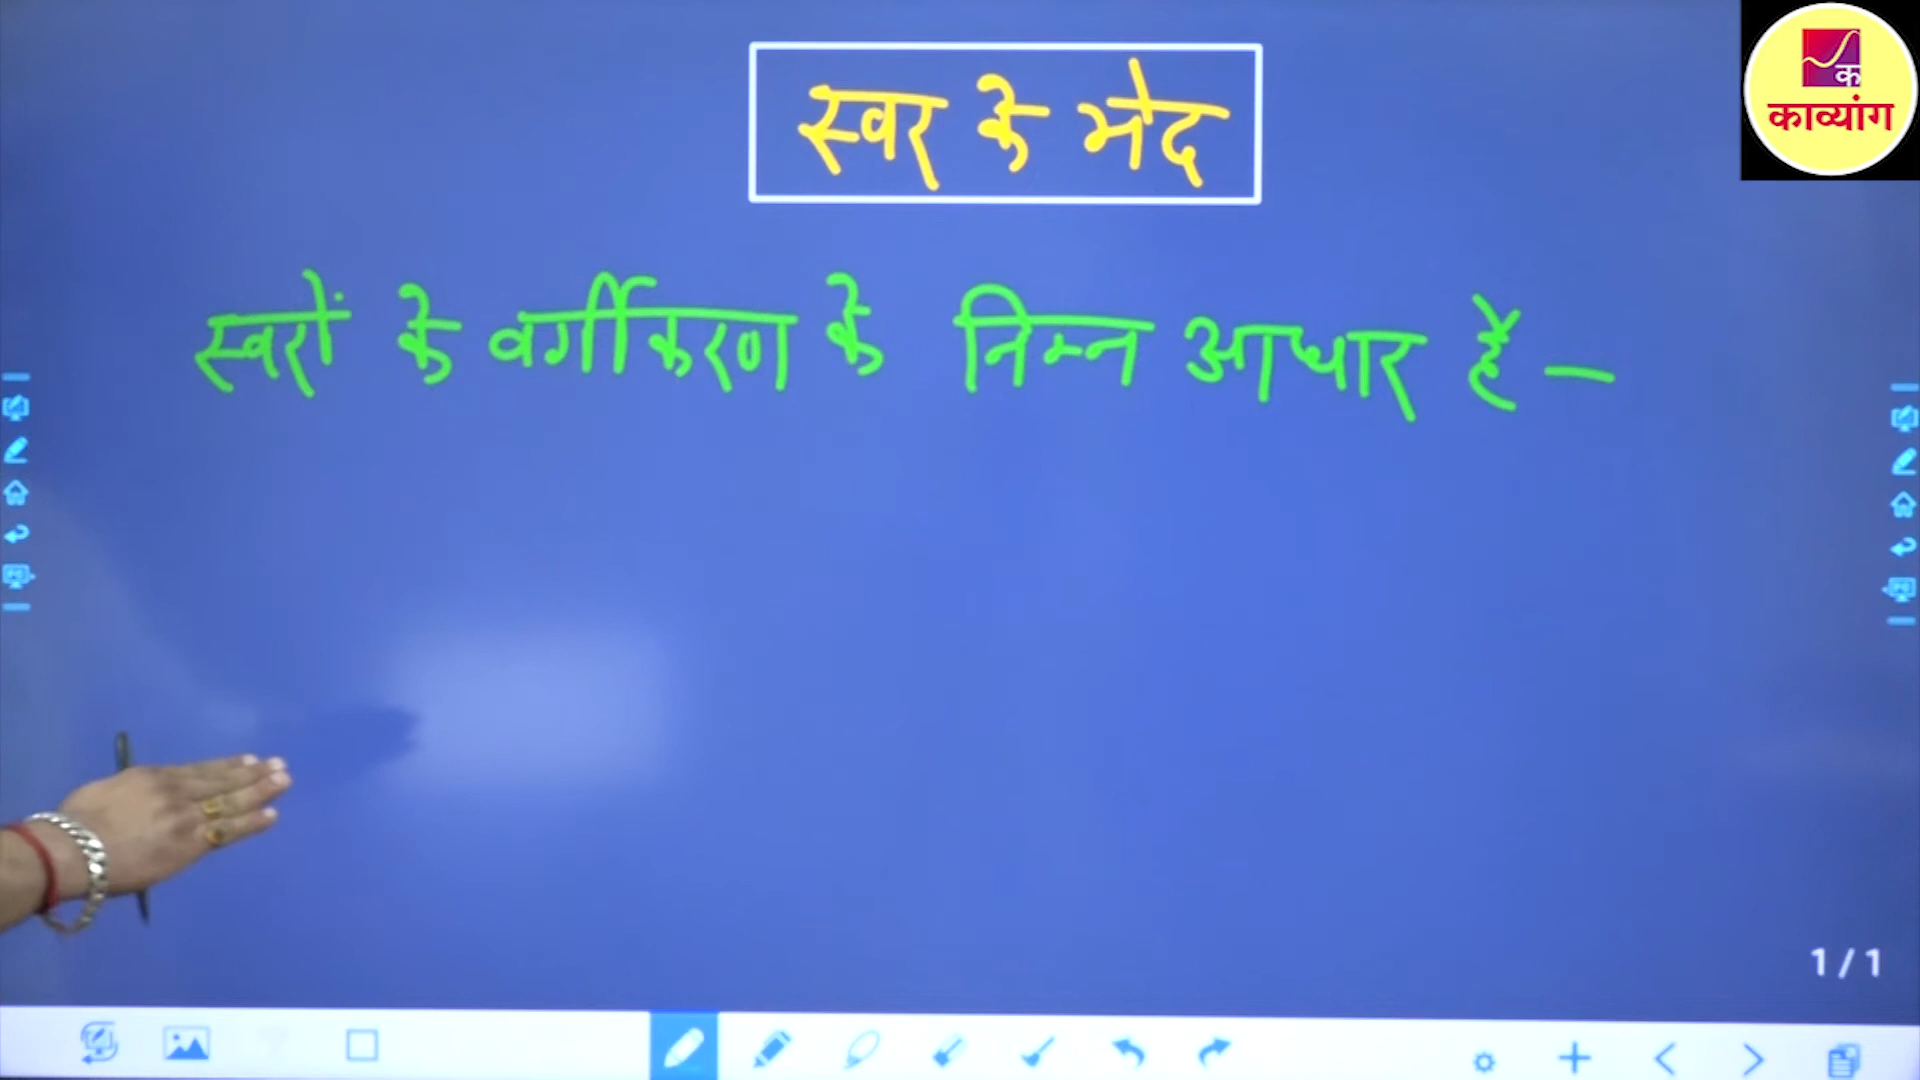 स्वर के भेद
क
काव्यांग
स्वरों के वर्गीकरण के निम्न आधार हैं –
1/1